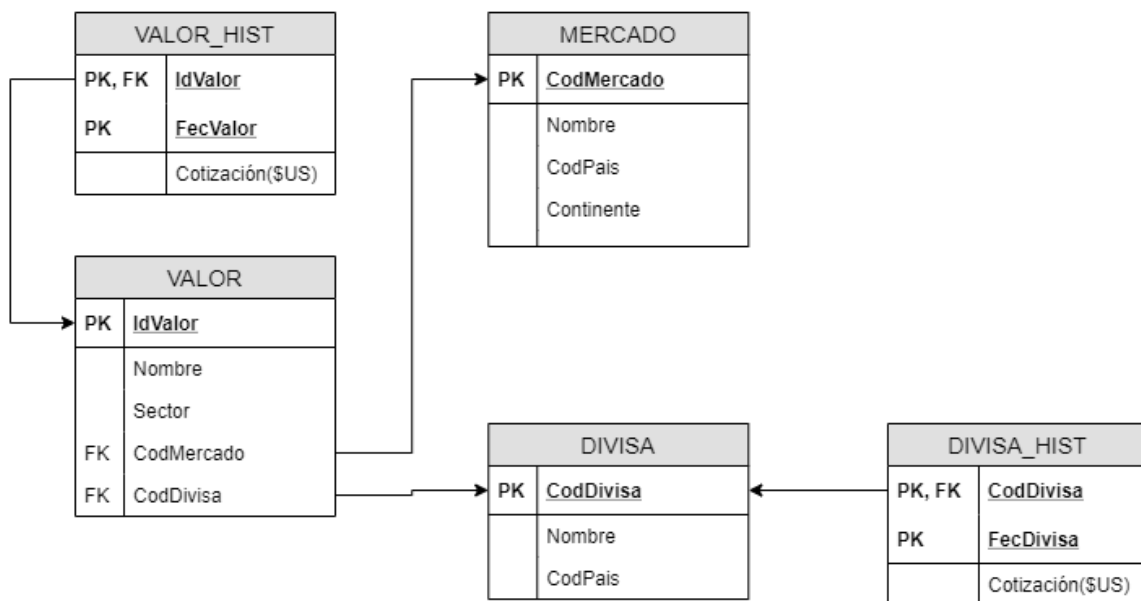 VALOR_HIST
PK, FK IdValor
PK FecValor
Cotización($US)
MERCADO
PK CodMercado
Nombre
CodPais
Continente
VALOR
PK IdValor
Nombre
Sector
FK CodMercado
FK CodDivisa
DIVISA
PK CodDivisa
Nombre
CodPais
DIVISA_HIST
PK, FK CodDivisa
PK FecDivisa
Cotización($US)